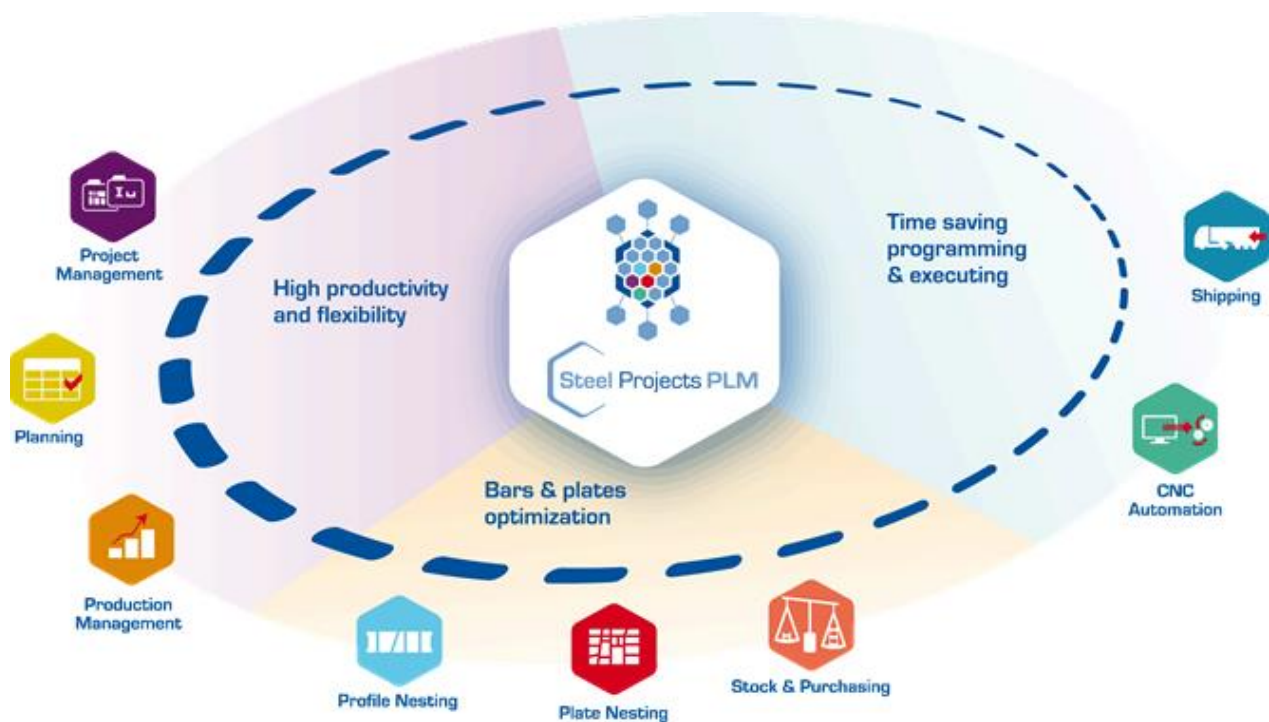 Project
Management
High productivity
and flexibility
Time saving
programming
& executing
Shipping
Steel Projects PLM
Planning
CNC
Automation
Bars & plates
optimization
Production
Management
Profile Nesting
Plate Nesting
Stock & Purchasing